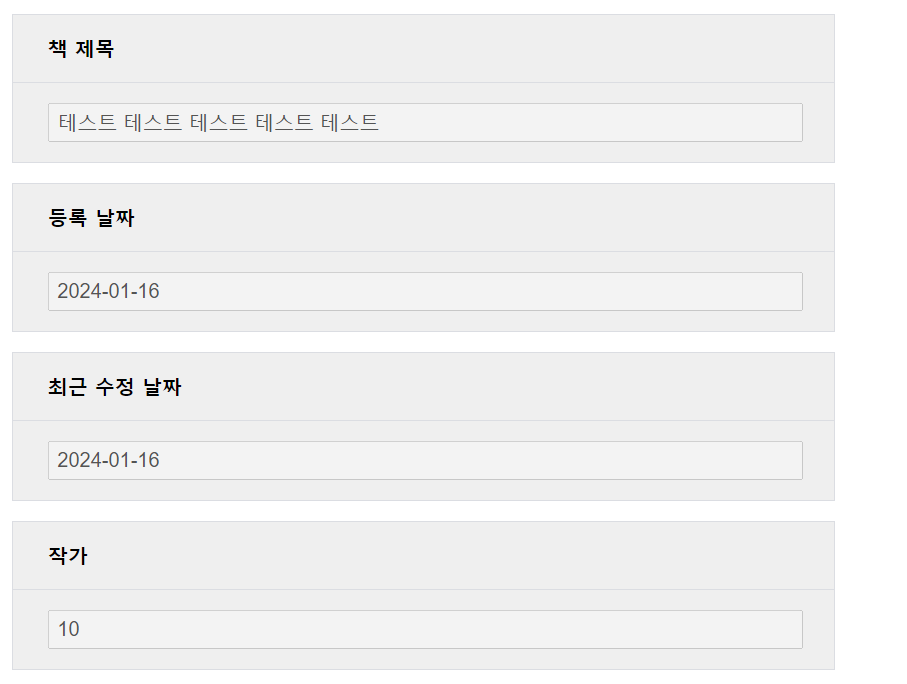 책 제목
테스트 테스트 테스트 테스트 테스트
등록 날짜
2024-01-16
최근 수정 날짜
2024-01-16
작가
10